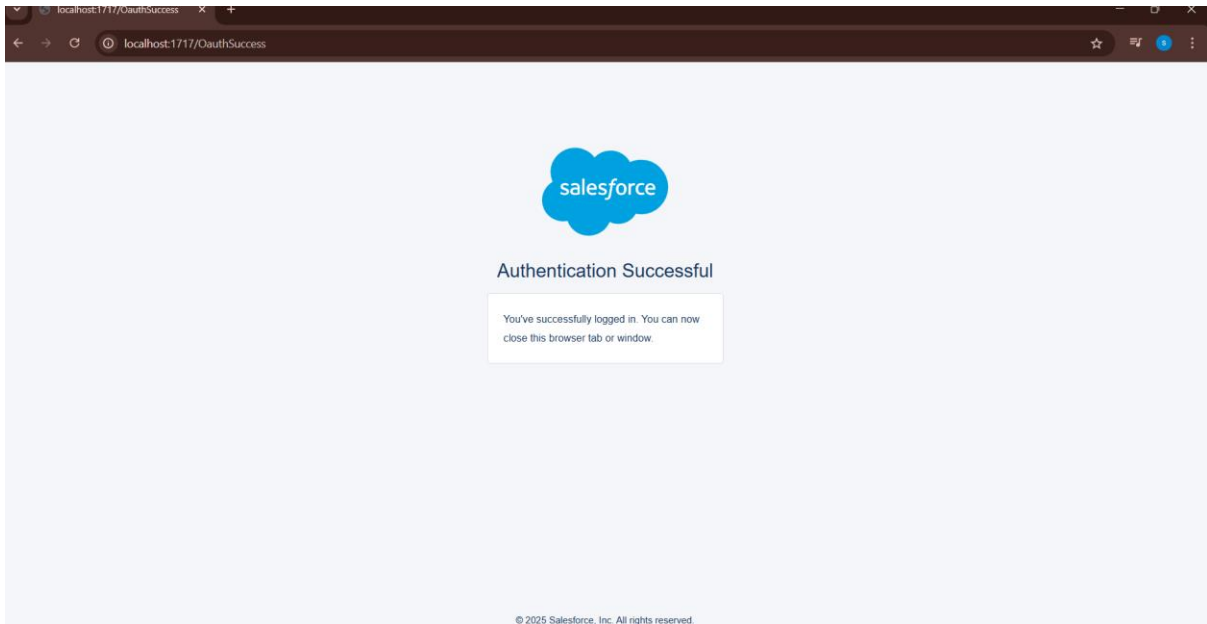 localhost:1717/OauthSuccess
localhost:1717/OauthSuccess
salesforce
Authentication Successful
You've successfully logged in. You can now
close this browser tab or window.
© 2025 Salesforce, Inc. All rights reserved.